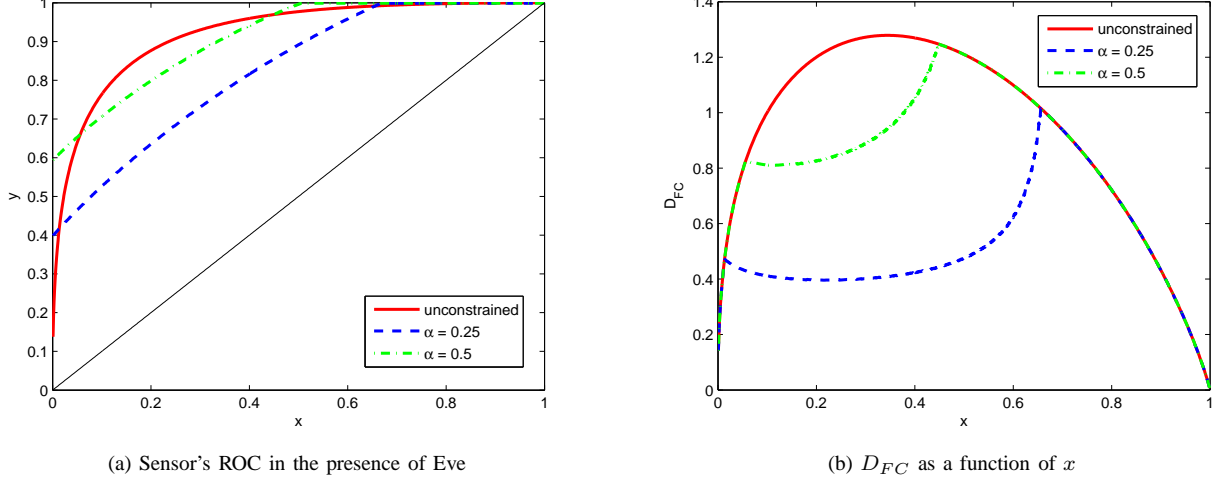 1
0.9
0.8
0.7
0.6
0.5
0.4
0.3
0.2
0.1
0
y
0 0.2 0.4 0.6 0.8 1
x
unconstrained
α = 0.25
α = 0.5
(a) Sensor's ROC in the presence of Eve
1.4
1.2
1
0.8
0.6
0.4
0.2
0
D_FC
0 0.2 0.4 0.6 0.8 1
x
unconstrained
α = 0.25
α = 0.5
(b) D_{FC} as a function of x